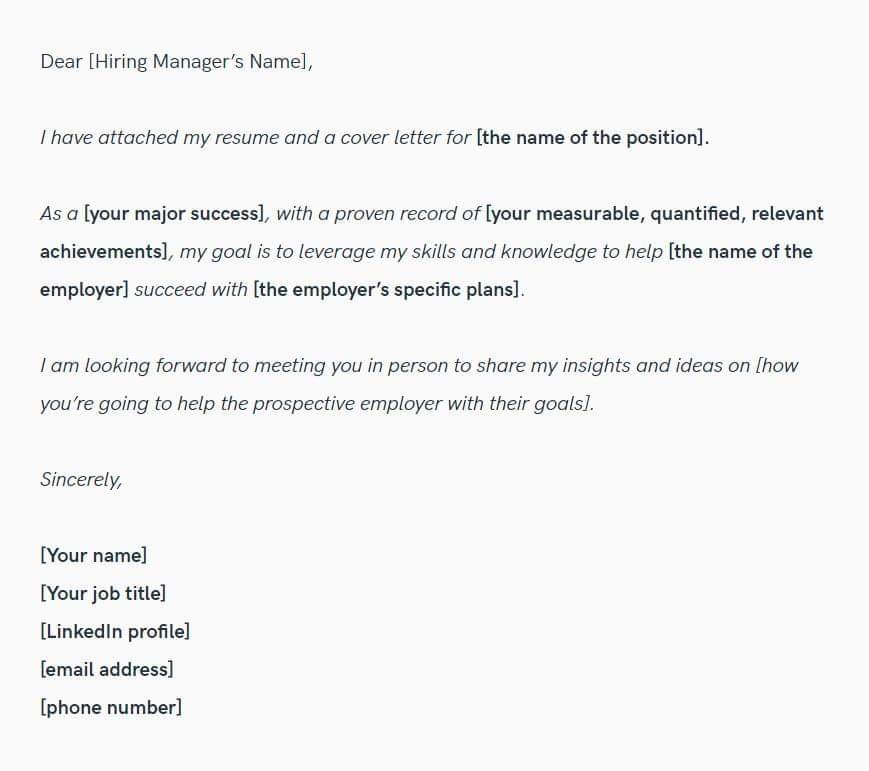 Dear [Hiring Manager’s Name],
I have attached my resume and a cover letter for [the name of the position].
As a [your major success], with a proven record of [your measurable, quantified, relevant
achievements], my goal is to leverage my skills and knowledge to help [the name of the
employer] succeed with [the employer’s specific plans].
I am looking forward to meeting you in person to share my insights and ideas on [how
you’re going to help the prospective employer with their goals].
Sincerely,
[Your name]
[Your job title]
[LinkedIn profile]
[email address]
[phone number]